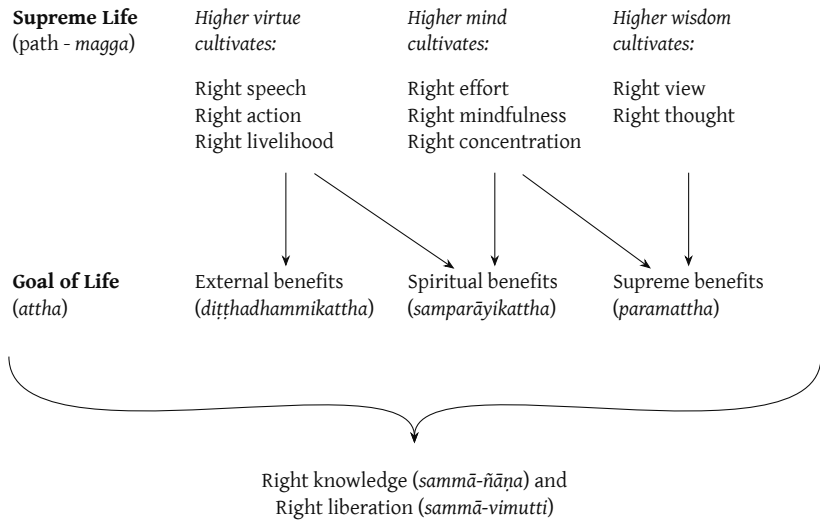 Supreme Life
(path - magga)
Higher virtue
cultivates:
Right speech
Right action
Right livelihood
Higher mind
cultivates:
Right effort
Right mindfulness
Right concentration
Higher wisdom
cultivates:
Right view
Right thought
Goal of Life
(attha)
External benefits
(diṭṭhadhammikattha)
Spiritual benefits
(samparāyikattha)
Supreme benefits
(paramattha)
Right knowledge (sammā-ñāṇa) and
Right liberation (sammā-vimutti)